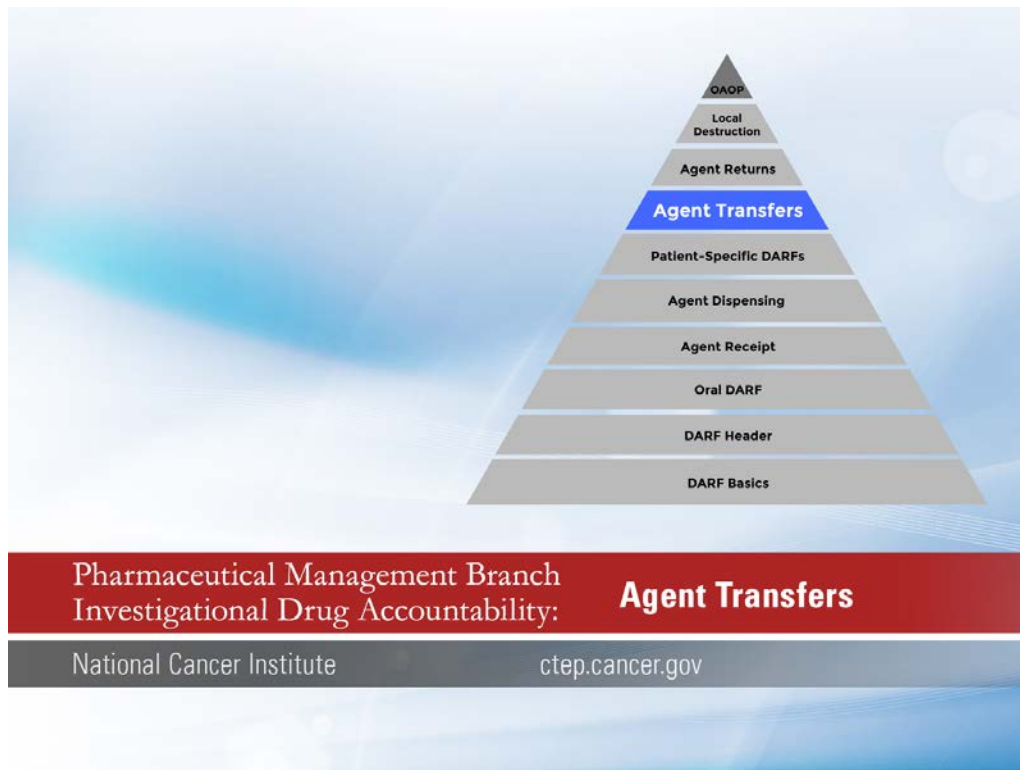 OAOP
Local
Destruction
Agent Returns
Agent Transfers
Patient-Specific DARFs
Agent Dispensing
Agent Receipt
Oral DARF
DARF Header
DARF Basics
Pharmaceutical Management Branch
Investigational Drug Accountability:
Agent Transfers
National Cancer Institute
ctep.cancer.gov